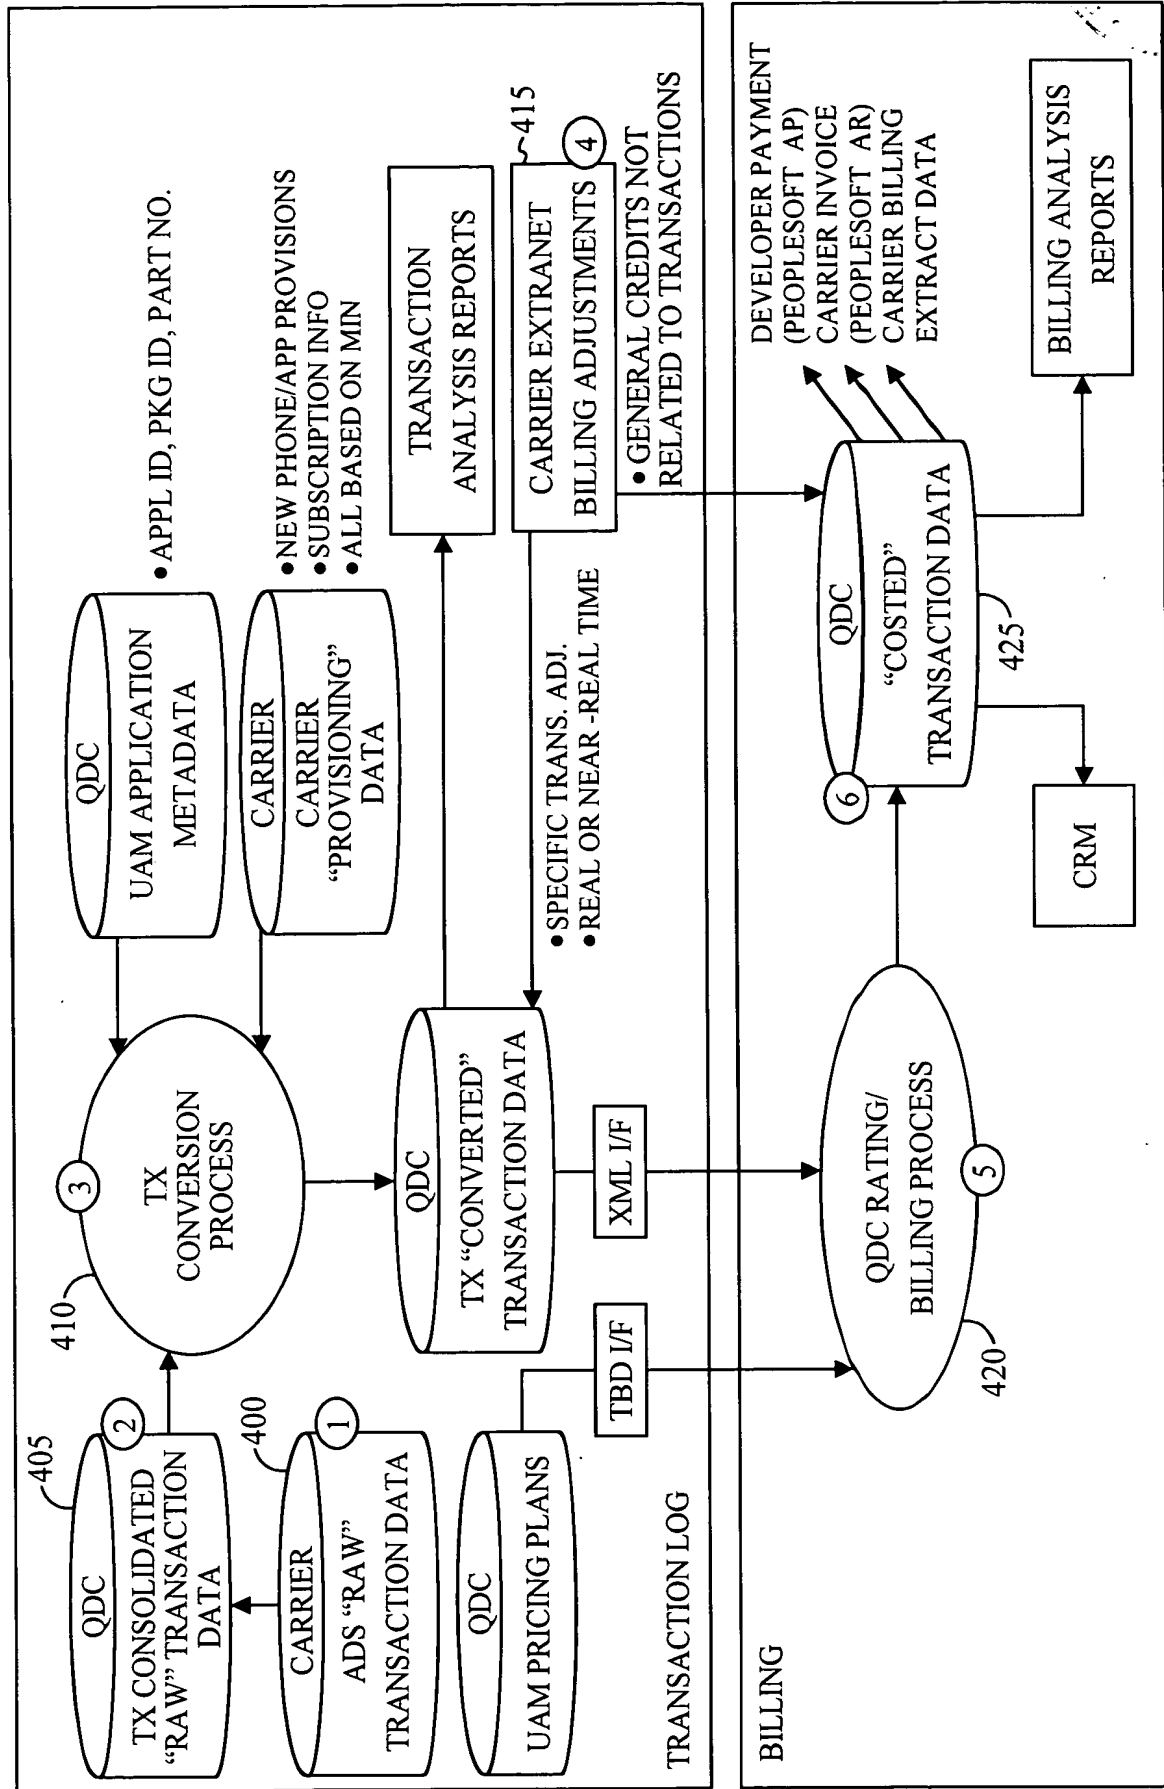 405
QDC
2
TX CONSOLIDATED
“RAW” TRANSACTION
DATA
400
CARRIER
1
ADS “RAW”
TRANSACTION DATA
QDC
UAM PRICING PLANS
410
3
TX
CONVERSION
PROCESS
QDC
UAM APPLICATION
METADATA
• APPL ID, PKG ID, PART NO.
CARRIER
CARRIER
“PROVISIONING”
DATA
• NEW PHONE/APP PROVISIONS
• SUBSCRIPTION INFO
• ALL BASED ON MIN
QDC
TX “CONVERTED”
TRANSACTION DATA
TRANSACTION
ANALYSIS REPORTS
415
CARRIER EXTRANET
BILLING ADJUSTMENTS
4
• SPECIFIC TRANS. ADJ.
• REAL OR NEAR -REAL TIME
• GENERAL CREDITS NOT
RELATED TO TRANSACTIONS
TBD I/F
XML I/F
TRANSACTION LOG
BILLING
QDC RATING/
BILLING PROCESS
5
420
6
QDC
“COSTED”
TRANSACTION DATA
425
DEVELOPER PAYMENT
(PEOPLESOFT AP)
CARRIER INVOICE
(PEOPLESOFT AR)
CARRIER BILLING
EXTRACT DATA
CRM
BILLING ANALYSIS
REPORTS